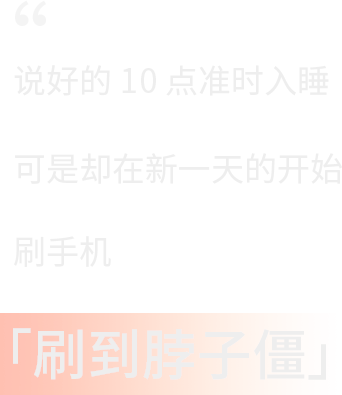 “
说好的 10 点准时入睡
可是却在新一天的开始
刷手机
「刷到脖子僵」